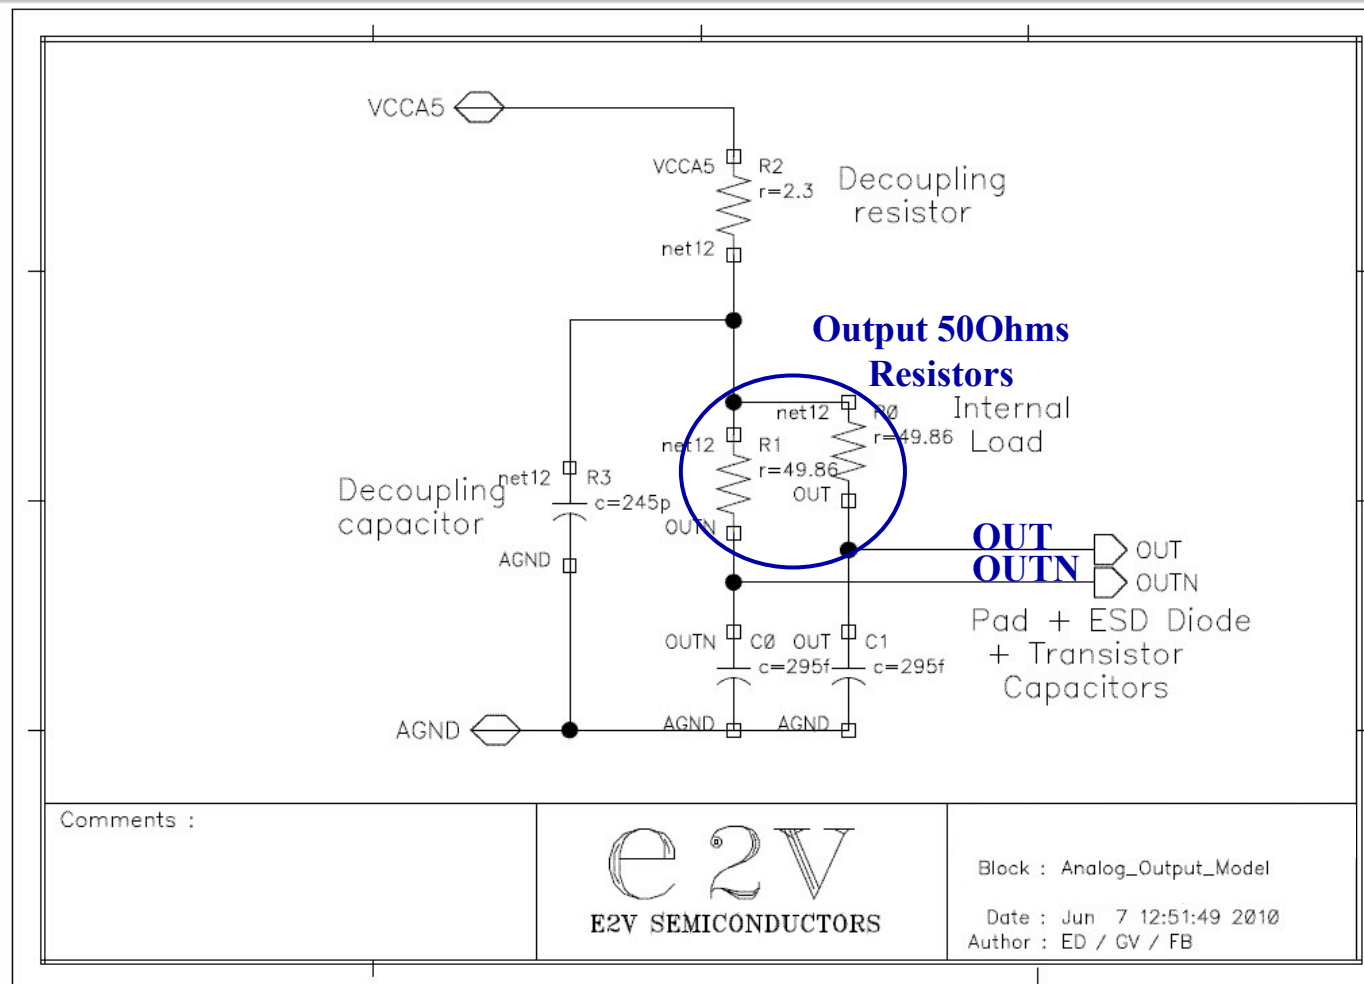 VCCA5
VCCA5
R2
r=2.3
Decoupling
resistor
net12
Output 50Ohms
Resistors
net12
R0
r=49.86
Internal
Load
net12
R1
r=49.86
OUT
OUTN
net12
R3
c=245p
Decoupling
capacitor
AGND
OUT
OUT
OUTN
OUTN
Pad + ESD Diode
+ Transistor
Capacitors
OUTN
C0
c=295f
OUT
C1
c=295f
AGND
AGND
AGND
Comments :
e2v
E2V SEMICONDUCTORS
Block : Analog_Output_Model
Date : Jun 7 12:51:49 2010
Author : ED / GV / FB